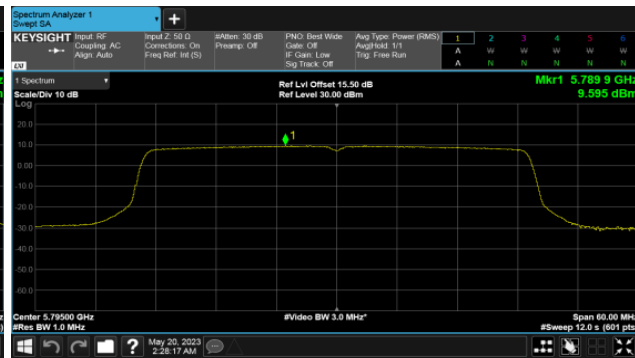 Spectrum Analyzer 1
Swept SA
+
KEYSIGHT
Input: RF
Coupling: AC
Align: Auto
Input Z: 50 Ω
Corrections: On
Freq Ref: Int (S)
#Atten: 30 dB
Preamp: Off
PNO: Best Wide
Gate: Off
IF Gain: Low
Sig Track: Off
Avg Type: Power (RMS)
Avg|Hold: 1/1
Trig: Free Run
1 2 3 4 5 6
A W W W W W
A N N N N N
LXI
1 Spectrum
Scale/Div 10 dB
Ref Lvl Offset 15.50 dB
Ref Level 30.00 dBm
Mkr1 5.789 9 GHz
9.595 dBm
Log
20.0
10.0
0.00
-10.0
-20.0
-30.0
-40.0
-50.0
-60.0
1
Center 5.79500 GHz
#Video BW 3.0 MHz*
Span 60.00 MHz
#Res BW 1.0 MHz
#Sweep 12.0 s (601 pts
?
May 20, 2023
2:28:17 AM